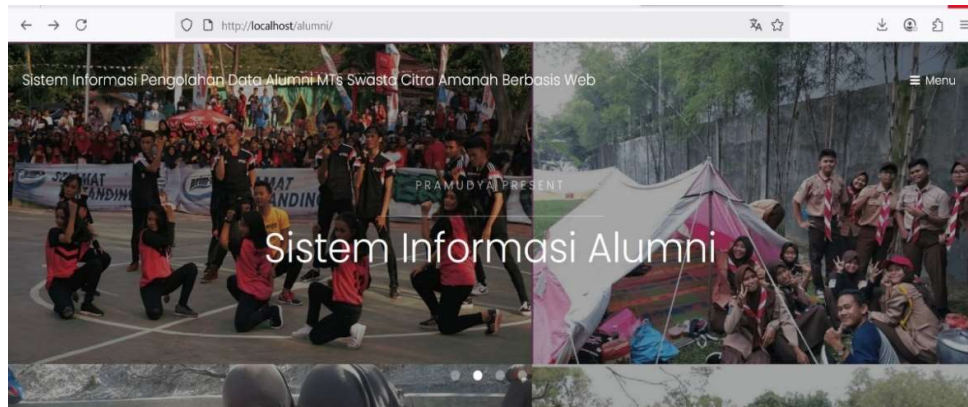 http://localhost/alumni/
Sistem Informasi Pengolahan Data Alumni MTs Swasta Citra Amanah Berbasis Web
Menu
PRAMUDYA PRESENT
Sistem Informasi Alumni